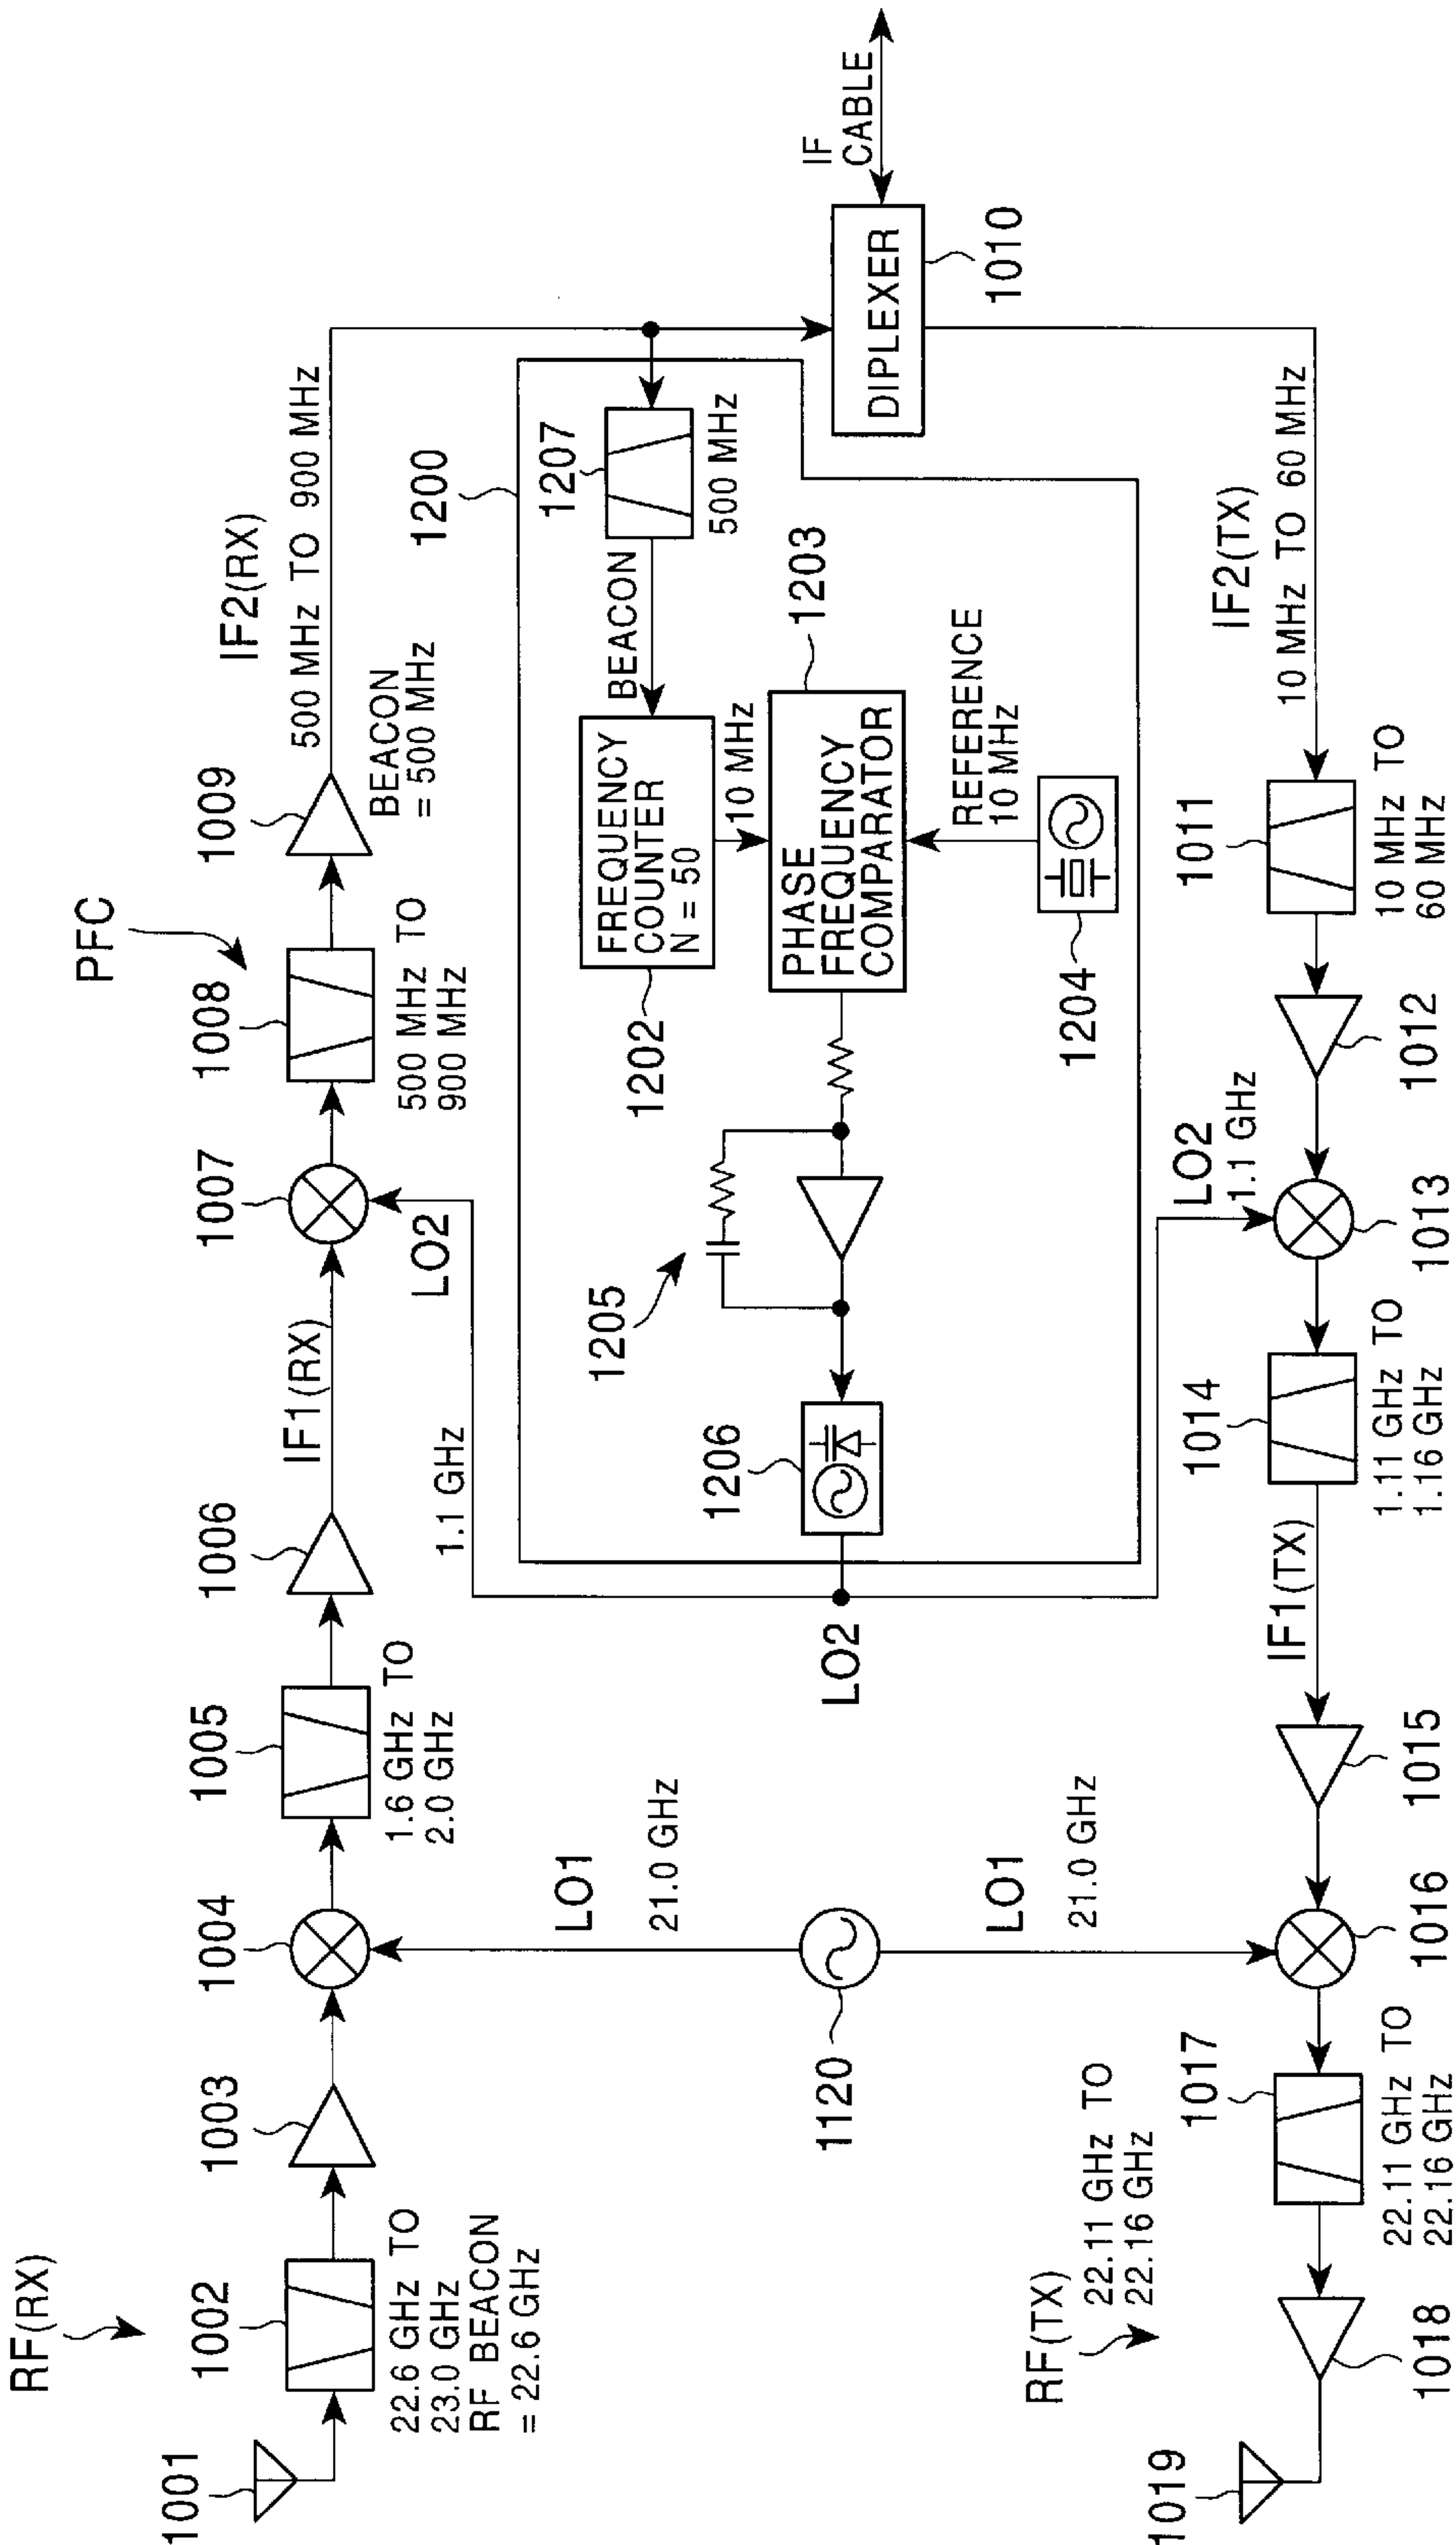 RF(RX)
1001
1002
22.6 GHz TO
23.0 GHz
RF BEACON
= 22.6 GHz
1003
1004
1005
1.6 GHz TO
2.0 GHz
1006
IF1(RX)
1007
LO2
1.1 GHz
PFC
1008
500 MHz TO
900 MHz
1009
IF2(RX)
500 MHz TO 900 MHz
BEACON
= 500 MHz
1200
1207
500 MHz
BEACON
FREQUENCY
COUNTER
N = 50
1202
10 MHz
1203
PHASE
FREQUENCY
COMPARATOR
REFERENCE
10 MHz
1204
1205
1206
LO2
DIPLEXER
1010
IF
CABLE
LO1
21.0 GHz
1120
LO1
21.0 GHz
IF2(TX)
10 MHz TO 60 MHz
1011
10 MHz TO
60 MHz
1012
LO2
1.1 GHz
1013
1014
1.11 GHz TO
1.16 GHz
IF1(TX)
1015
1016
1017
22.11 GHz TO
22.16 GHz
RF(TX)
22.11 GHz TO
22.16 GHz
1018
1019